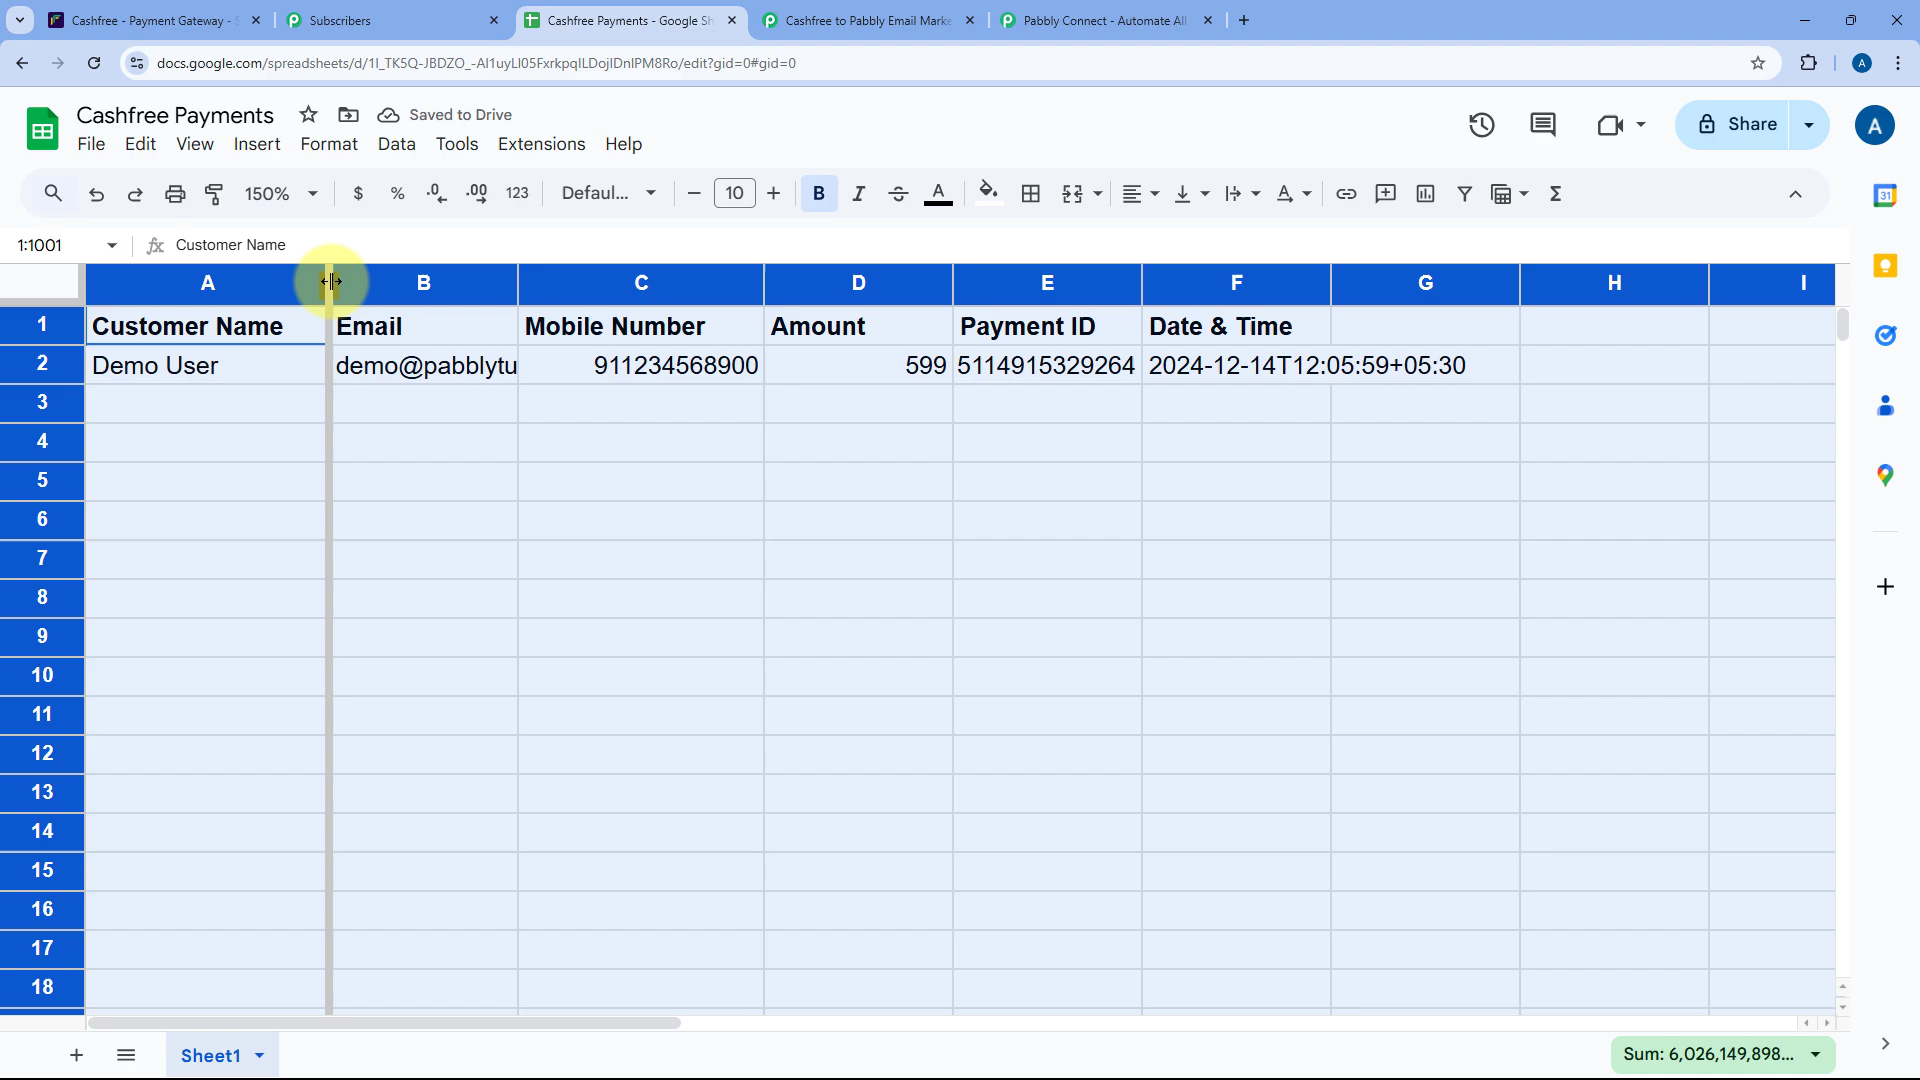 Cashfree - Payment Gateway - S
Subscribers
Cashfree Payments - Google Sh
Cashfree to Pabbly Email Marke
Pabbly Connect - Automate All
docs.google.com/spreadsheets/d/1l_TK5Q-JBDZO_-Al1uyLl05FxrkpqlLDojlDnlPM8Ro/edit?gid=0#gid=0
A
Cashfree Payments
Saved to Drive
File Edit View Insert Format Data Tools Extensions Help
Share
A
150% $ % .0 .00 123 Defaul... 10 B I S A A Σ
1:1001 fx Customer Name
A B C D E F G H I
1 Customer Name Email Mobile Number Amount Payment ID Date & Time
2 Demo User demo@pabblytu 911234568900 599 5114915329264 2024-12-14T12:05:59+05:30
3
4
5
6
7
8
9
10
11
12
13
14
15
16
17
18
31
Sheet1
Sum: 6,026,149,898...